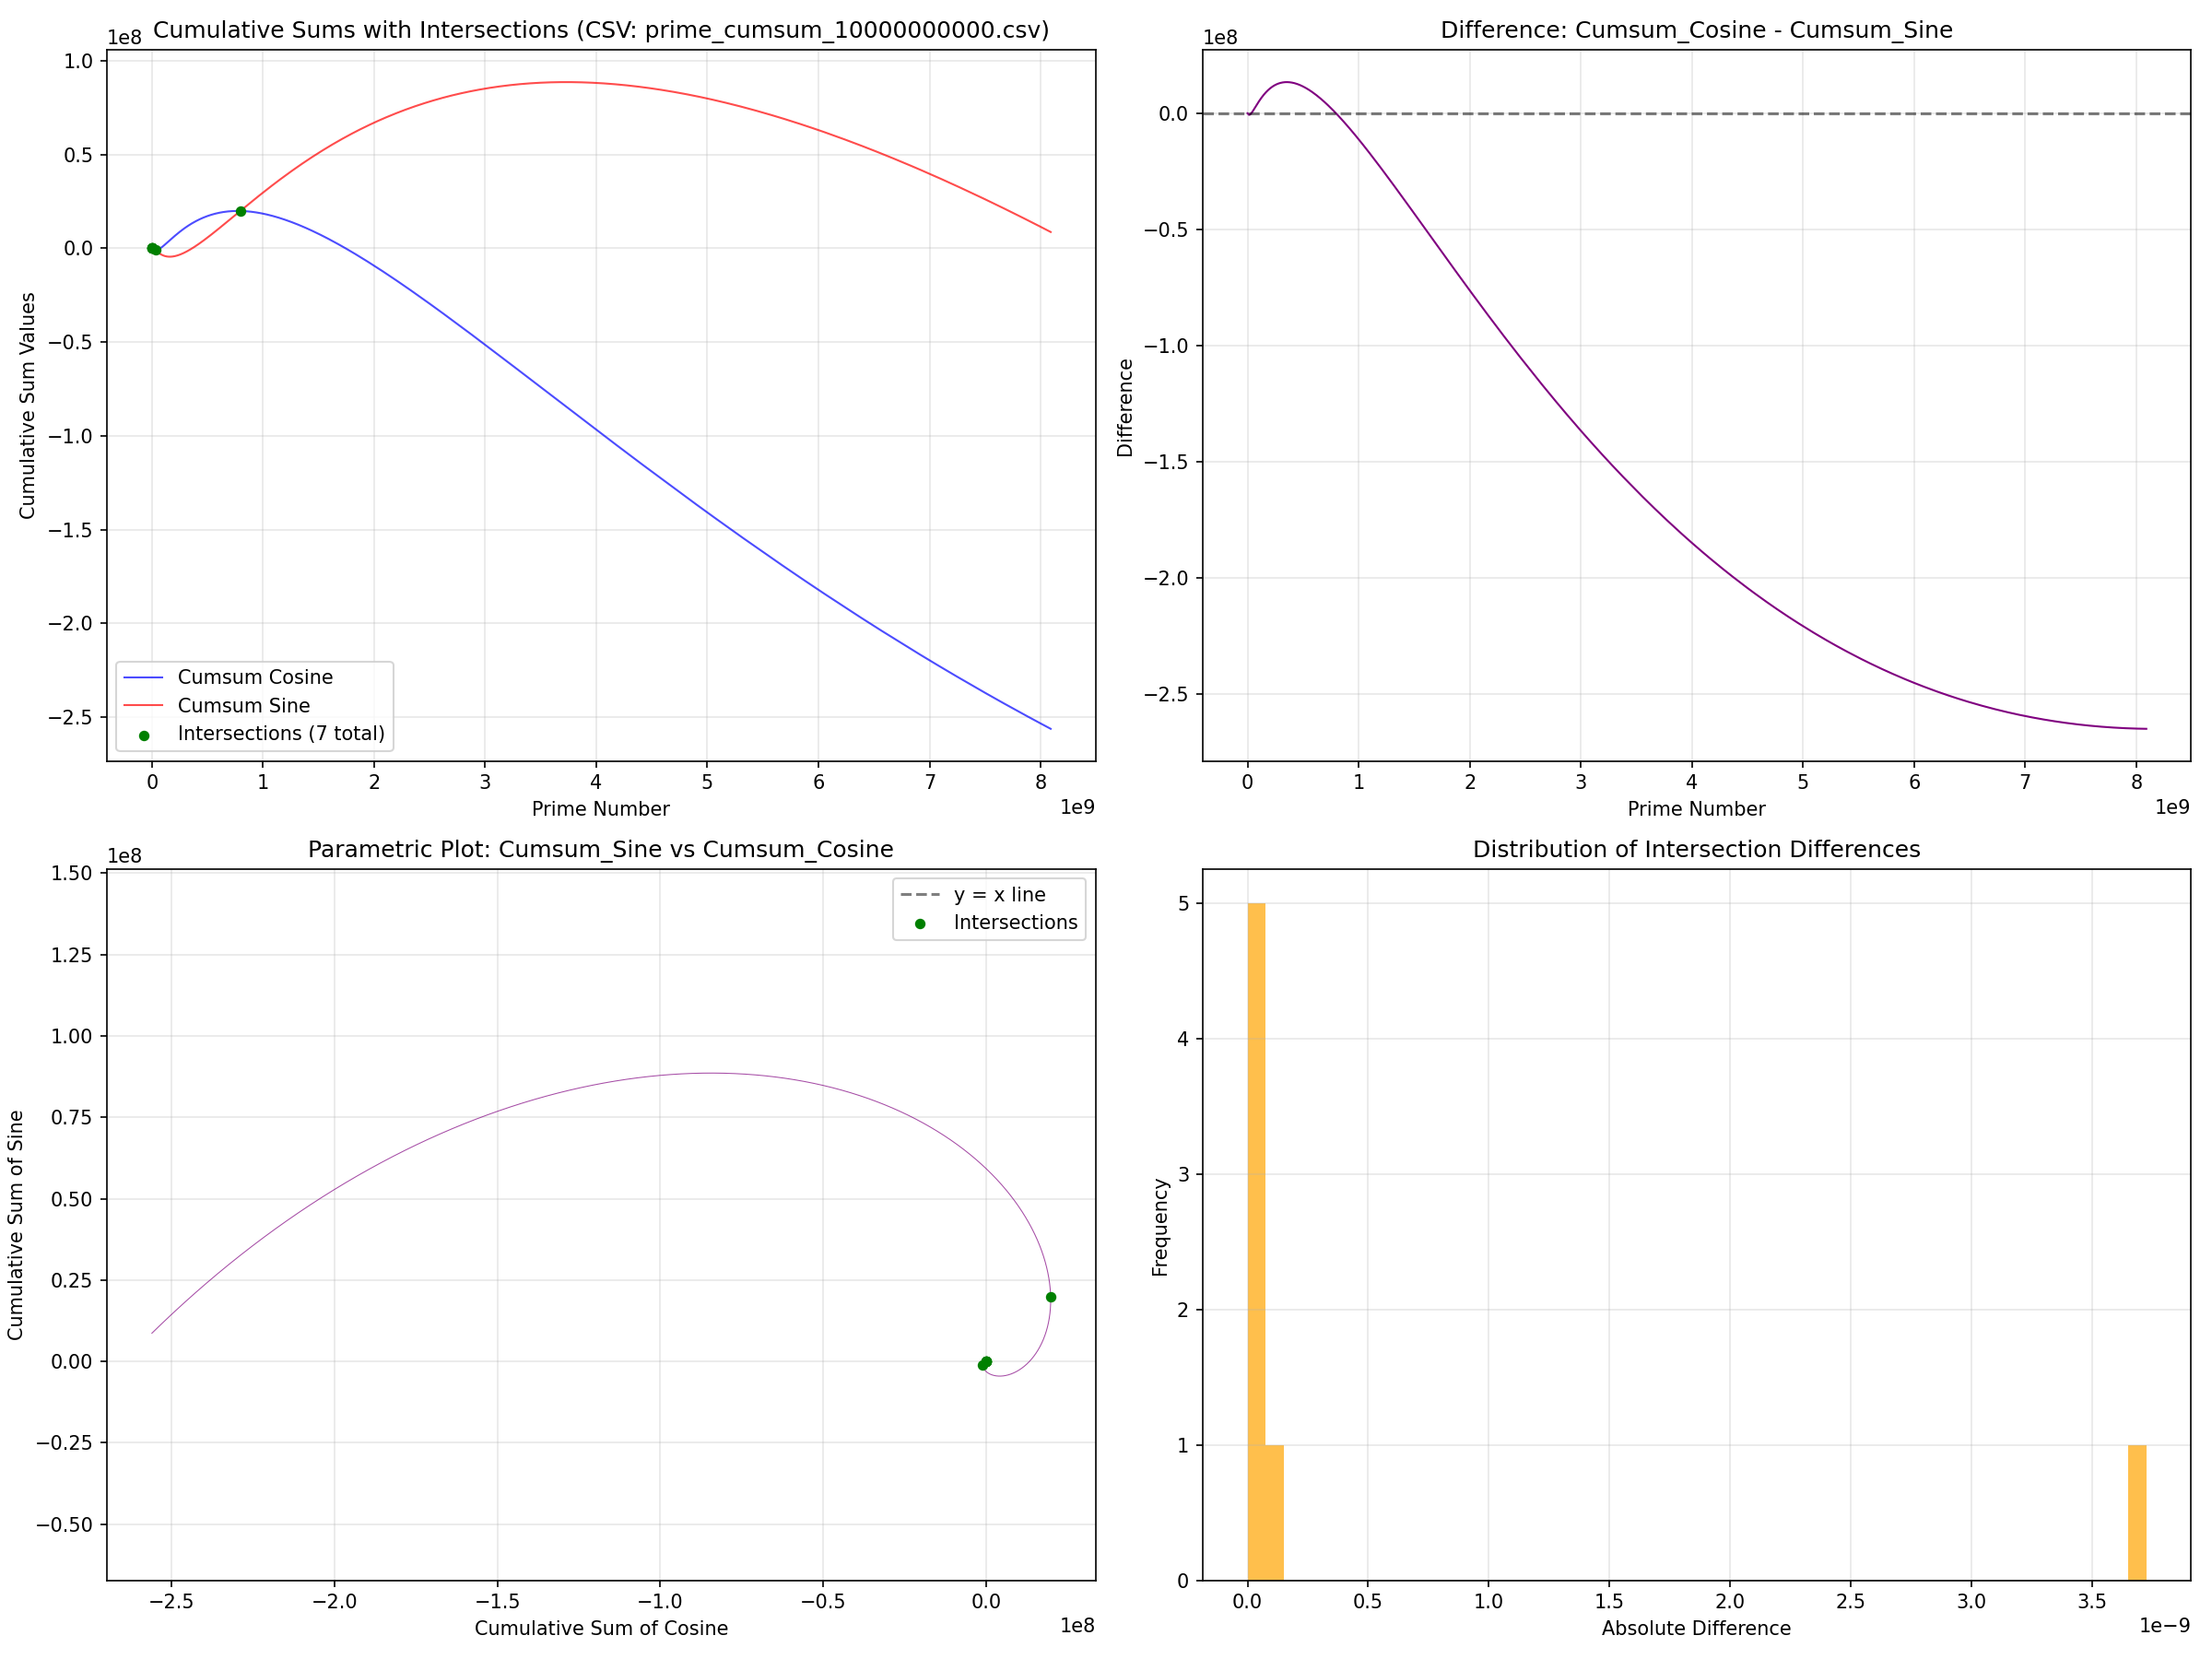 Cumulative Sums with Intersections (CSV: prime_cumsum_10000000000.csv)
1e8
1.0
0.5
0.0
−0.5
−1.0
−1.5
−2.0
−2.5
Cumulative Sum Values
Cumsum Cosine
Cumsum Sine
Intersections (7 total)
0 1 2 3 4 5 6 7 8
1e9
Prime Number
Difference: Cumsum_Cosine - Cumsum_Sine
1e8
0.0
−0.5
−1.0
−1.5
−2.0
−2.5
Difference
0 1 2 3 4 5 6 7 8
1e9
Prime Number
Parametric Plot: Cumsum_Sine vs Cumsum_Cosine
1e8
1.50
1.25
1.00
0.75
0.50
0.25
0.00
−0.25
−0.50
Cumulative Sum of Sine
y = x line
Intersections
−2.5 −2.0 −1.5 −1.0 −0.5 0.0
1e8
Cumulative Sum of Cosine
Distribution of Intersection Differences
5
4
3
2
1
0
Frequency
0.0 0.5 1.0 1.5 2.0 2.5 3.0 3.5
1e−9
Absolute Difference